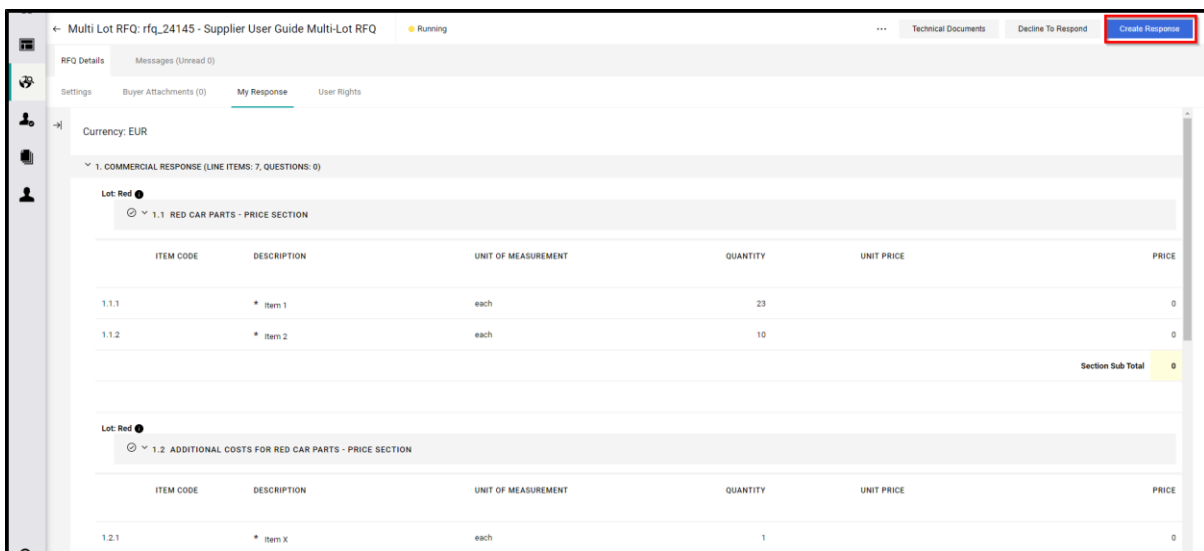 ← Multi Lot RFQ: rfq_24145 - Supplier User Guide Multi-Lot RFQ Running ... Technical Documents Decline To Respond Create Response
RFQ Details Messages (Unread 0)
Settings Buyer Attachments (0) My Response User Rights
Currency: EUR
1. COMMERCIAL RESPONSE (LINE ITEMS: 7, QUESTIONS: 0)
Lot: Red
1.1 RED CAR PARTS - PRICE SECTION
ITEM CODE DESCRIPTION UNIT OF MEASUREMENT QUANTITY UNIT PRICE PRICE
1.1.1 * Item 1 each 23 0
1.1.2 * Item 2 each 10 0
Section Sub Total 0
Lot: Red
1.2 ADDITIONAL COSTS FOR RED CAR PARTS - PRICE SECTION
ITEM CODE DESCRIPTION UNIT OF MEASUREMENT QUANTITY UNIT PRICE PRICE
1.2.1 * Item X each 1 0